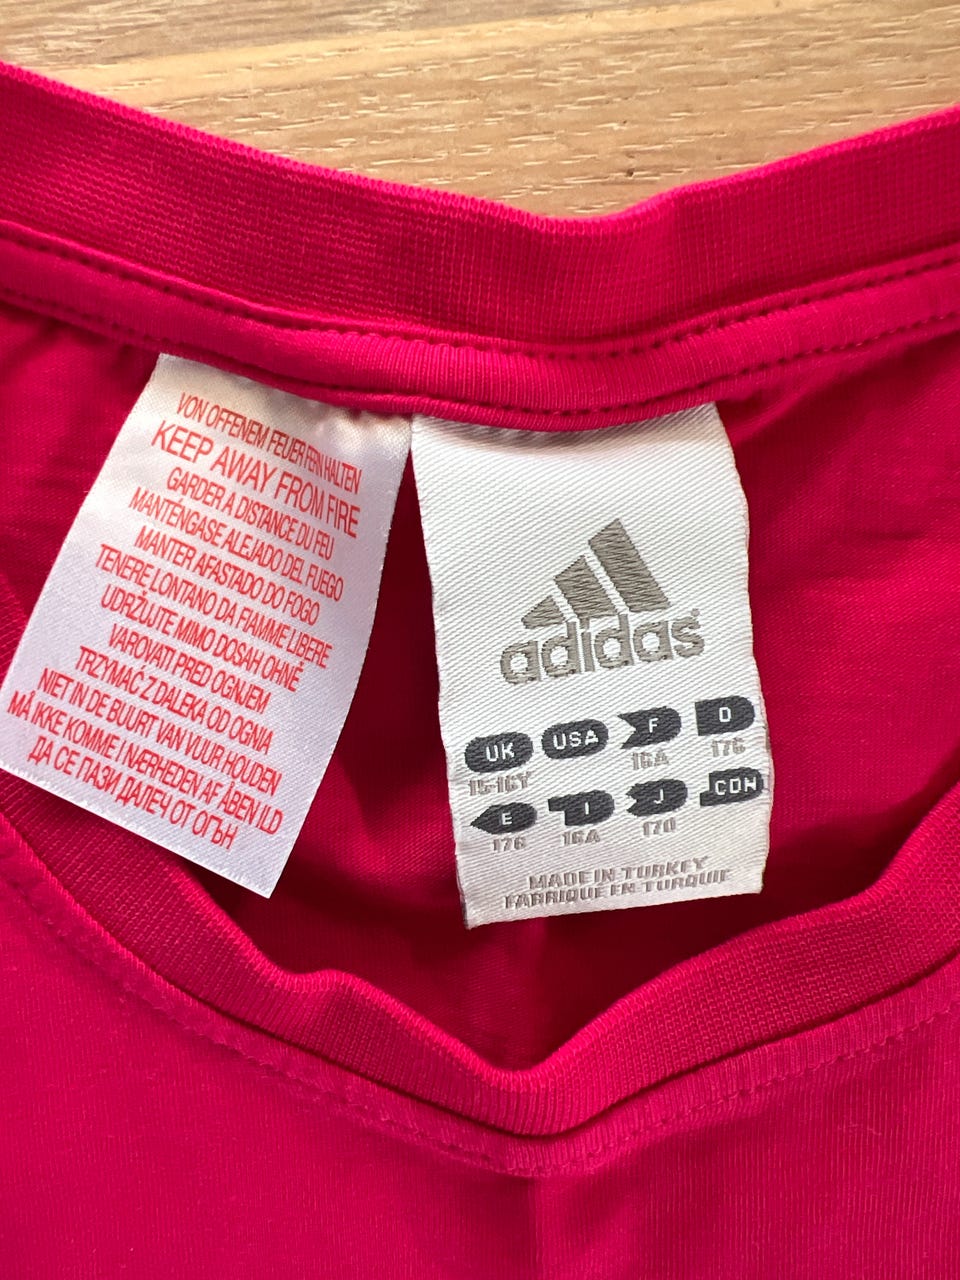 VON OFFENEM FEUER FERN HALTEN
KEEP AWAY FROM FIRE
GARDER A DISTANCE DU FEU
MANTÉNGASE ALEJADO DEL FUEGO
MANTER AFASTADO DO FOGO
TENERE LONTANO DA FIAMME LIBERE
UDRŽUJTE MIMO DOSAH OHNĚ
VAROVATI PRED OGNJEM
TRZYMAĆ Z DALEKA OD OGNIA
NIET IN DE BUURT VAN VUUR HOUDEN
MÅ IKKE KOMME I NÆRHEDEN AF ÅBEN ILD
ДА СЕ ПАЗИ ДАЛЕЧ ОТ ОГЪН
adidas®
UK USA F D
15-16Y 16A 176
E I J CDN
176 16A 170
MADE IN TURKEY
FABRIQUE EN TURQUIE